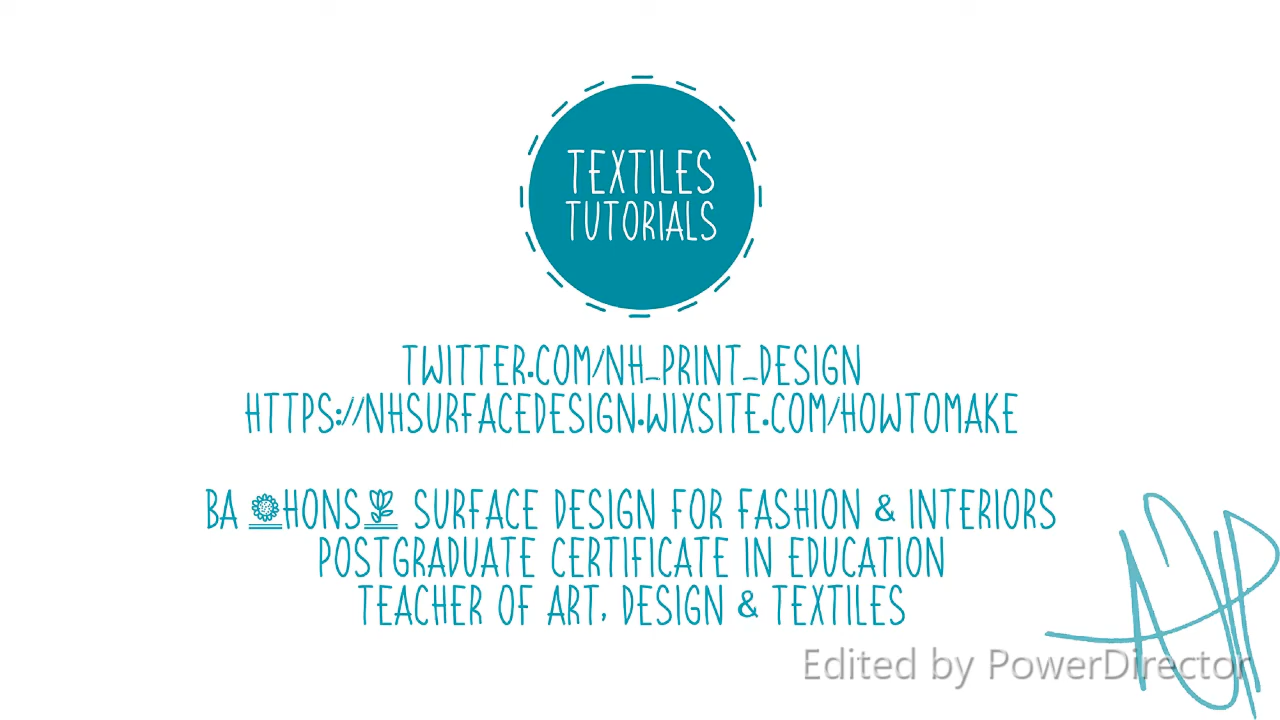 TEXTILES
TUTORIALS
TWITTER.COM/NH_PRINT_DESIGN
HTTPS://NHSURFACEDESIGN.WIXSITE.COM/HOWTOMAKE
BA HONS SURFACE DESIGN FOR FASHION & INTERIORS
POSTGRADUATE CERTIFICATE IN EDUCATION
TEACHER OF ART, DESIGN & TEXTILES
Edited by PowerDirector